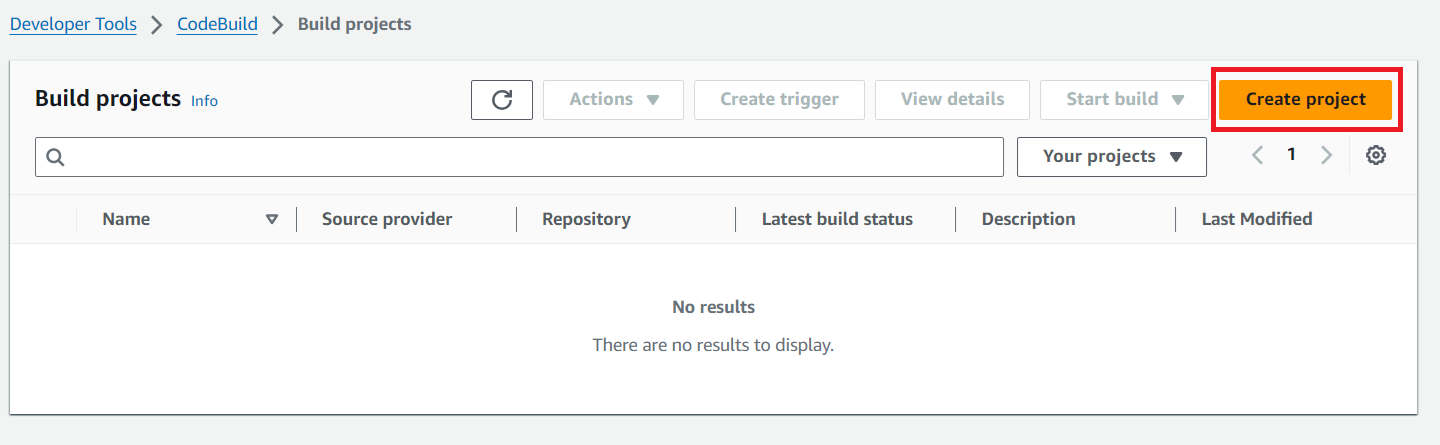 Developer Tools > CodeBuild > Build projects
Build projects Info
Actions Create trigger View details Start build Create project
Your projects 1
Name Source provider Repository Latest build status Description Last Modified
No results
There are no results to display.